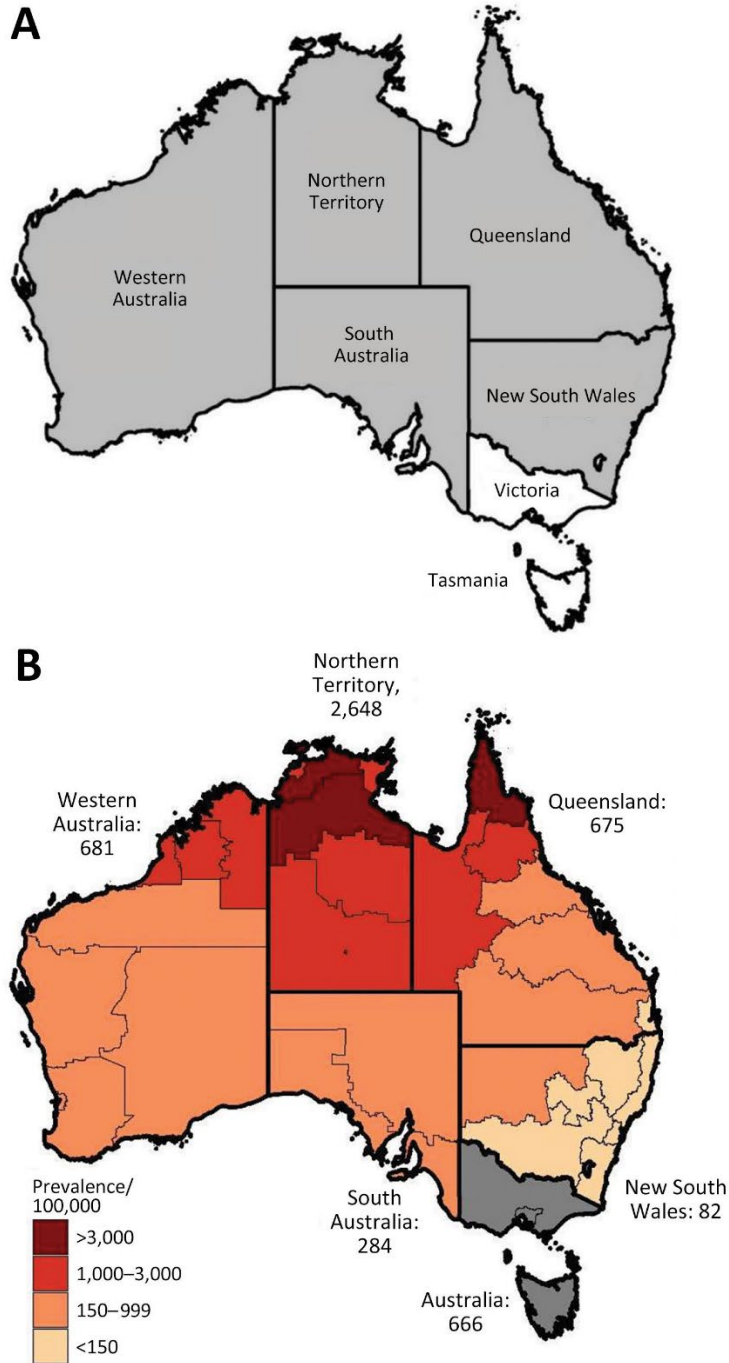 A
Northern
Territory
Queensland
Western
Australia
South
Australia
New South Wales
Victoria
Tasmania
B
Northern
Territory,
2,648
Western
Australia:
681
Queensland:
675
Prevalence/
100,000
>3,000
1,000–3,000
150–999
<150
South
Australia:
284
New South
Wales: 82
Australia:
666